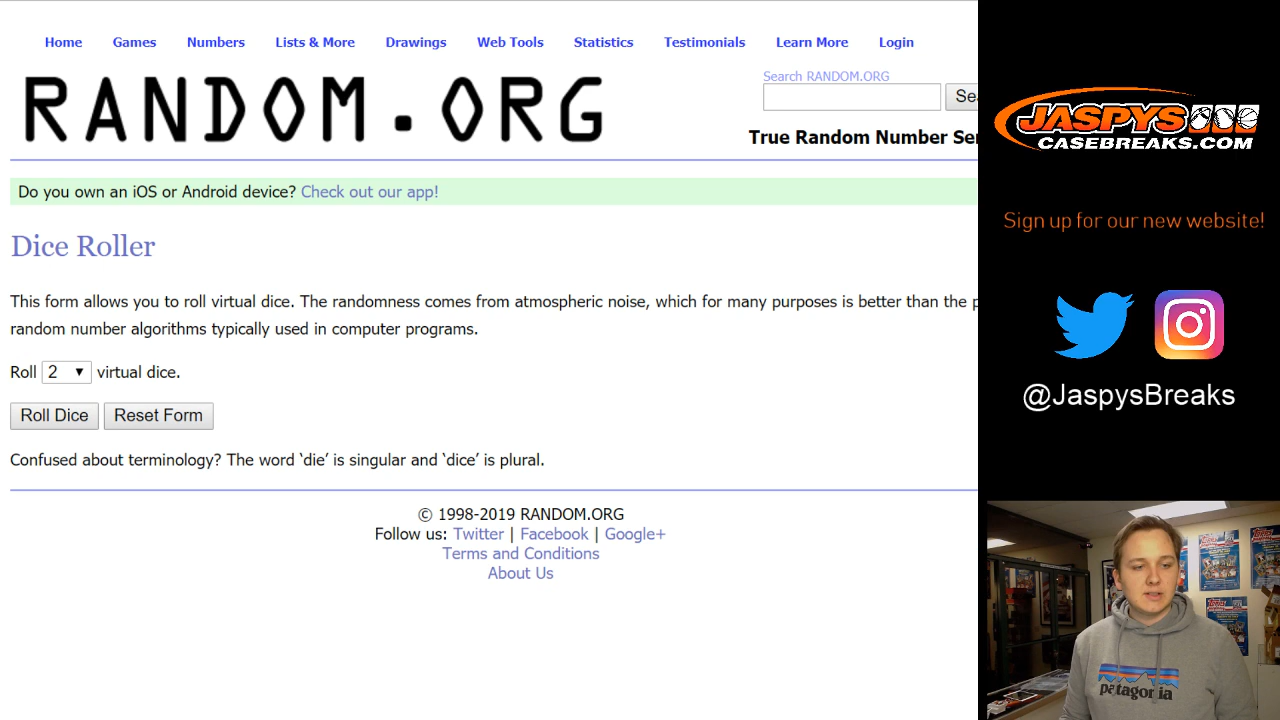 Home Games Numbers Lists & More Drawings Web Tools Statistics Testimonials Learn More Login
RANDOM.ORG
Search RANDOM.ORG
True Random Number
Do you own an iOS or Android device? Check out our app!
Dice Roller
This form allows you to roll virtual dice. The randomness comes from atmospheric noise, which for many purposes is better than the
random number algorithms typically used in computer programs.
Roll 2 virtual dice.
Roll Dice Reset Form
Confused about terminology? The word ‘die’ is singular and ‘dice’ is plural.
© 1998-2019 RANDOM.ORG
Follow us: Twitter | Facebook | Google+
Terms and Conditions
About Us
JASPYS
CASEBREAKS.COM
Sign up for our new website!
@JaspysBreaks
patagonia